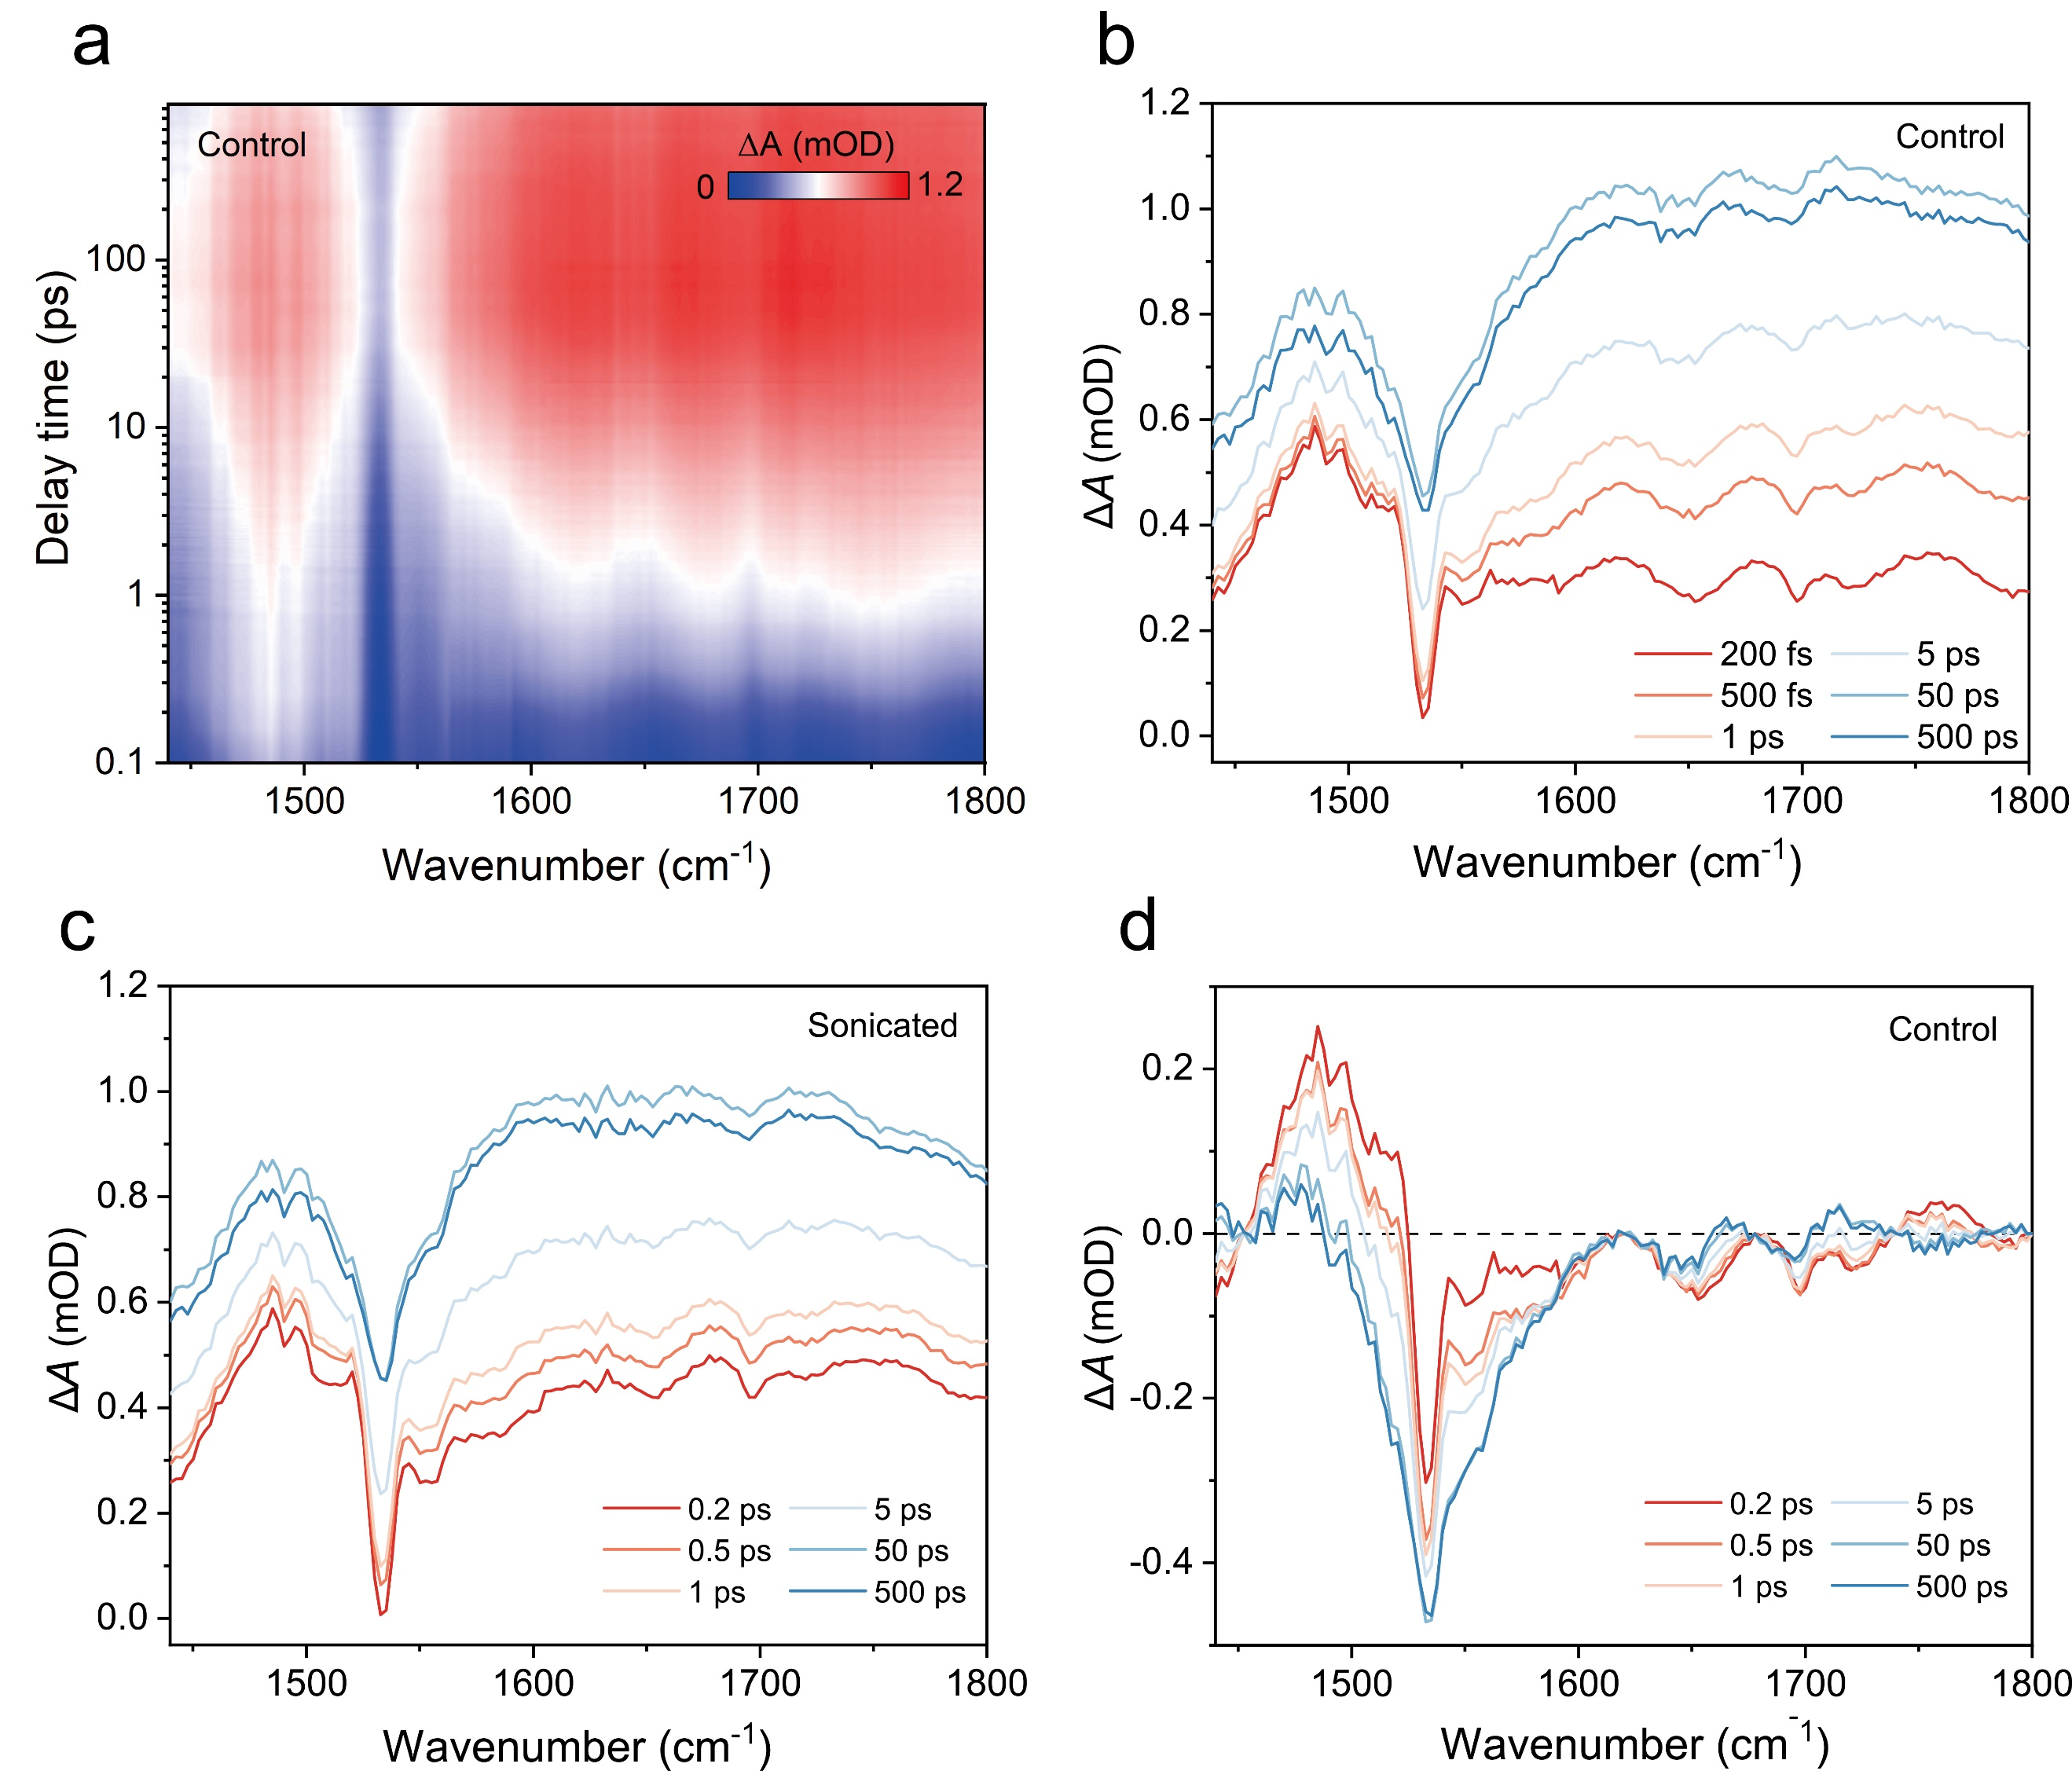 a
Control
ΔA (mOD)
0 1.2
Delay time (ps)
100
10
1
0.1
1500 1600 1700 1800
Wavenumber (cm-1)
b
Control
ΔA (mOD)
1.2
1.0
0.8
0.6
0.4
0.2
0.0
200 fs 5 ps
500 fs 50 ps
1 ps 500 ps
1500 1600 1700 1800
Wavenumber (cm-1)
c
Sonicated
ΔA (mOD)
1.2
1.0
0.8
0.6
0.4
0.2
0.0
0.2 ps 5 ps
0.5 ps 50 ps
1 ps 500 ps
1500 1600 1700 1800
Wavenumber (cm-1)
d
Control
ΔA (mOD)
0.2
0.0
-0.2
-0.4
0.2 ps 5 ps
0.5 ps 50 ps
1 ps 500 ps
1500 1600 1700 1800
Wavenumber (cm-1)